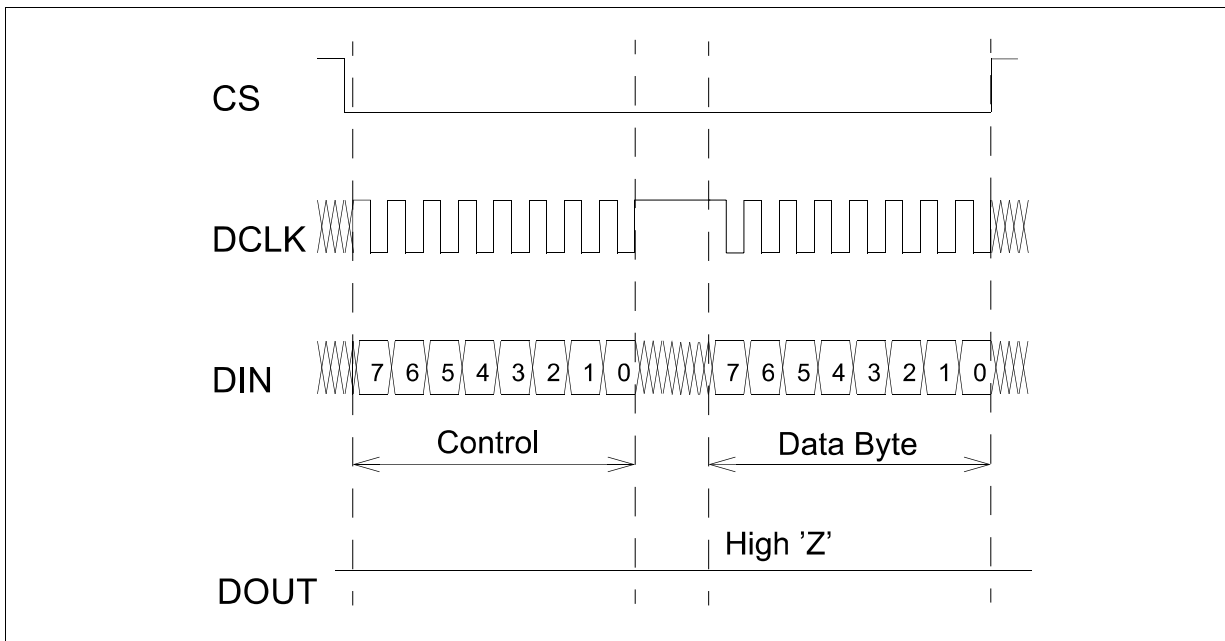 CS
DCLK
DIN 7 6 5 4 3 2 1 0 7 6 5 4 3 2 1 0
Control Data Byte
High 'Z'
DOUT